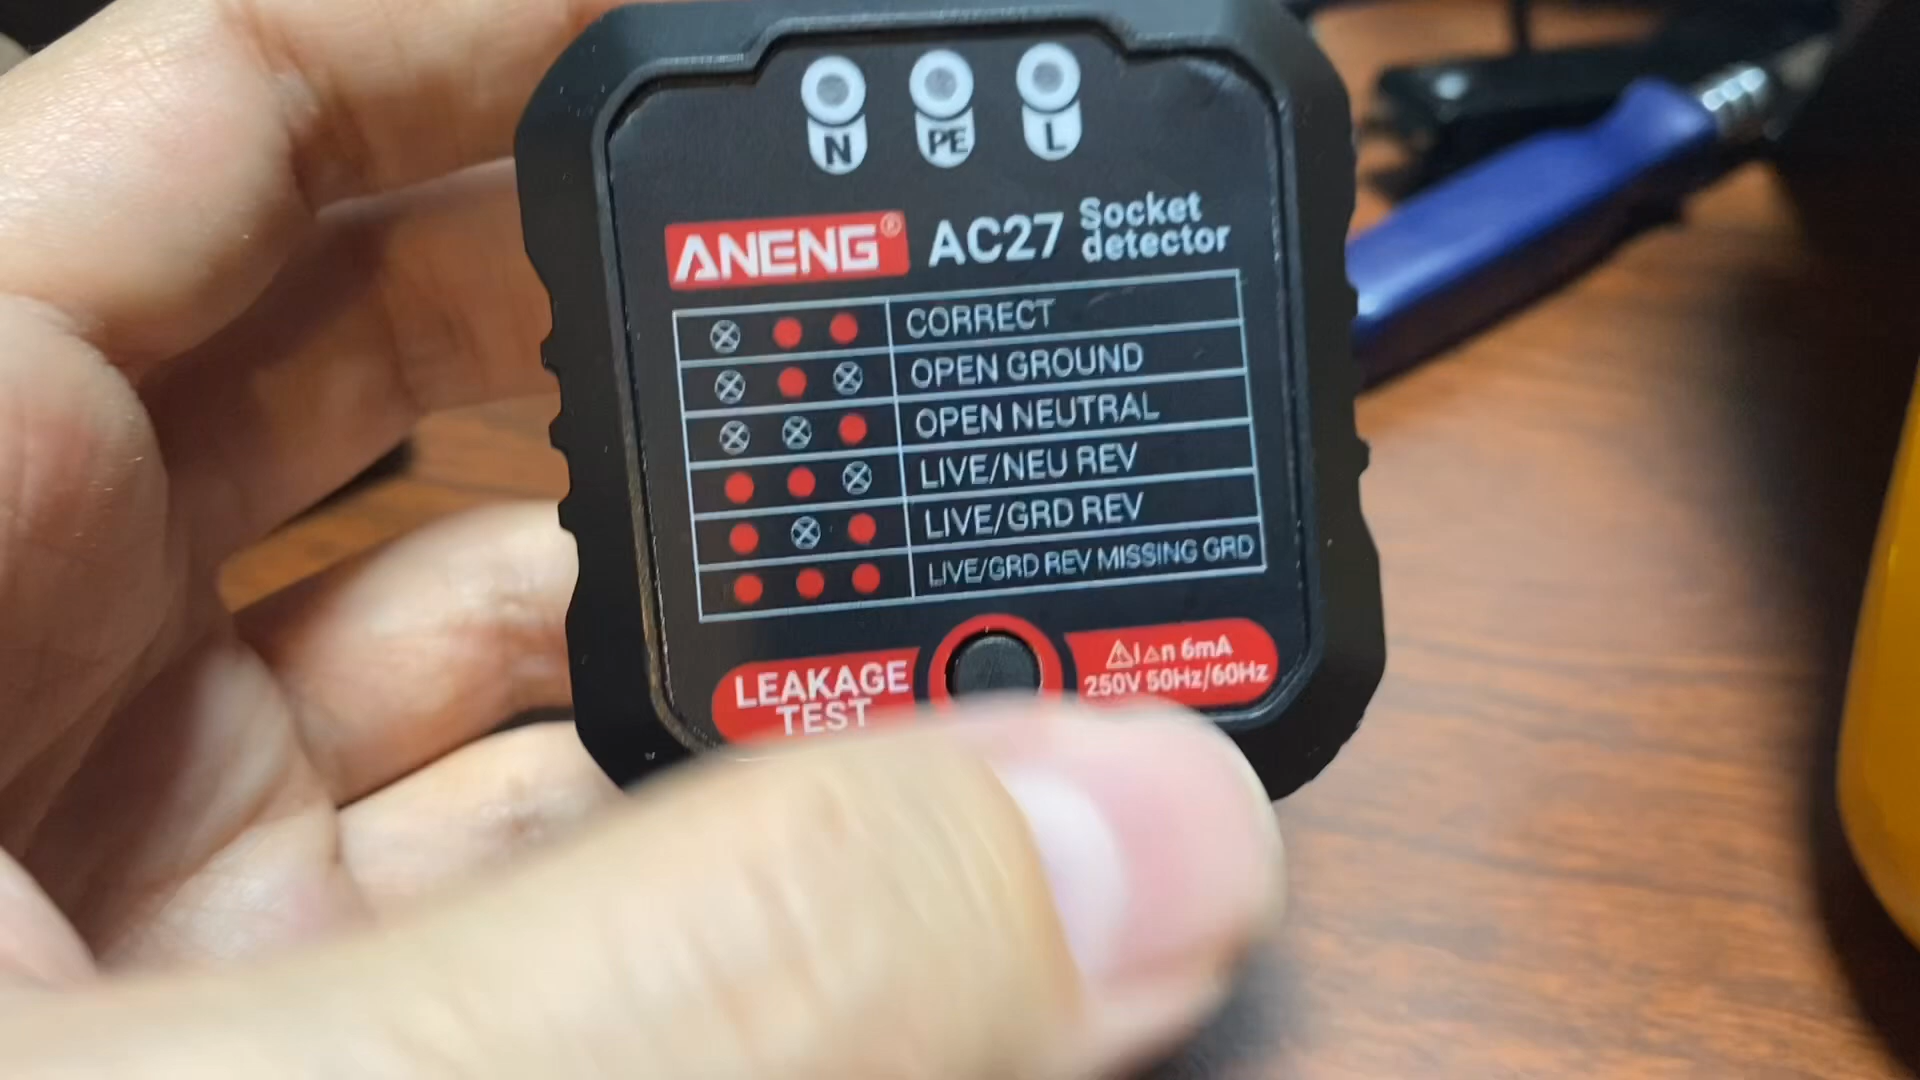 N PE L
ANENG® AC27 Socket detector
CORRECT
OPEN GROUND
OPEN NEUTRAL
LIVE/NEU REV
LIVE/GRD REV
LIVE/GRD REV MISSING GRD
LEAKAGE TEST
⚠I△n 6mA
250V 50Hz/60Hz